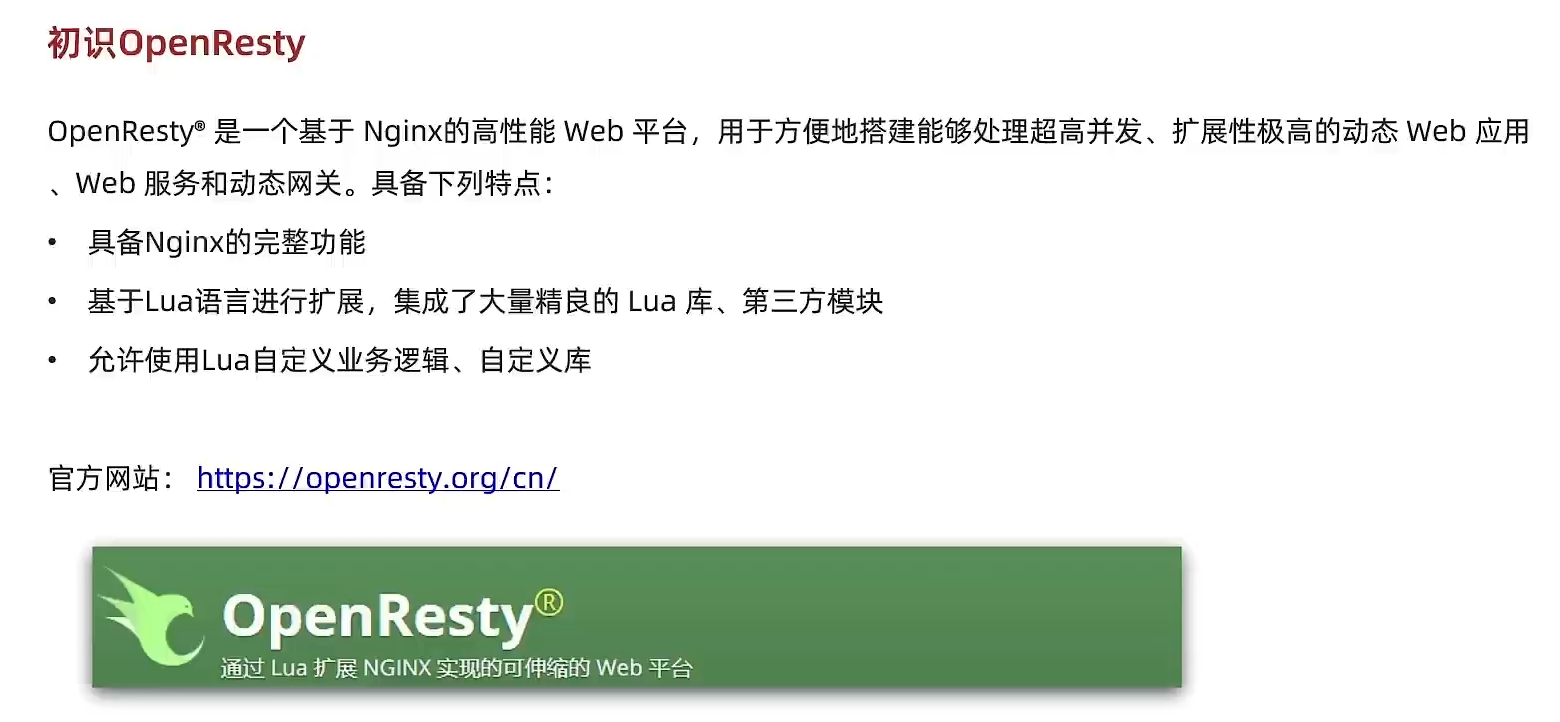 初识OpenResty
OpenResty® 是一个基于 Nginx的高性能 Web 平台，用于方便地搭建能够处理超高并发、扩展性极高的动态 Web 应用
、Web 服务和动态网关。具备下列特点：
• 具备Nginx的完整功能
• 基于Lua语言进行扩展，集成了大量精良的 Lua 库、第三方模块
• 允许使用Lua自定义业务逻辑、自定义库
官方网站： https://openresty.org/cn/
OpenResty®
通过 Lua 扩展 NGINX 实现的可伸缩的 Web 平台